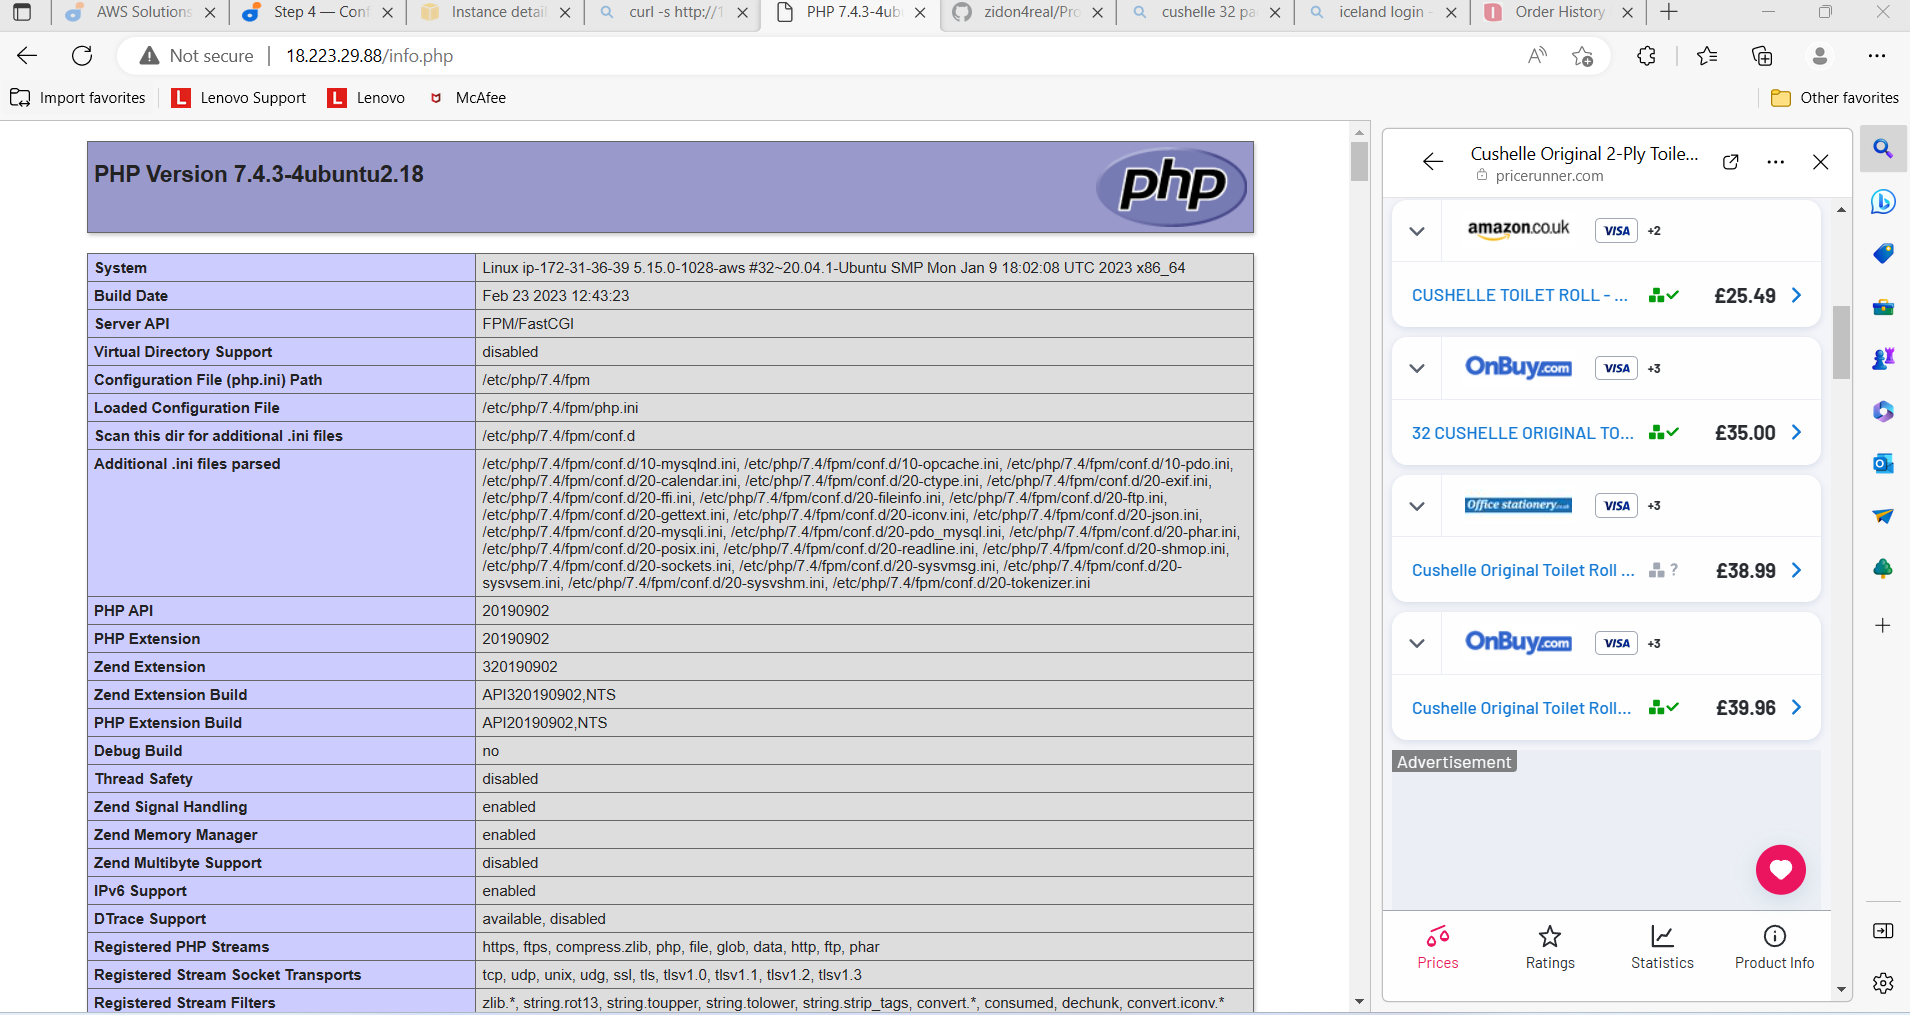 AWS Solutions
Step 4 — Conf
Instance detail
curl -s http://1
PHP 7.4.3-4ub
zidon4real/Pro
cushelle 32 pa
iceland login -
Order History
Not secure
18.223.29.88/info.php
Import favorites
Lenovo Support
Lenovo
McAfee
Other favorites
PHP Version 7.4.3-4ubuntu2.18
php
System Linux ip-172-31-36-39 5.15.0-1028-aws #32~20.04.1-Ubuntu SMP Mon Jan 9 18:02:08 UTC 2023 x86_64
Build Date Feb 23 2023 12:43:23
Server API FPM/FastCGI
Virtual Directory Support disabled
Configuration File (php.ini) Path /etc/php/7.4/fpm
Loaded Configuration File /etc/php/7.4/fpm/php.ini
Scan this dir for additional .ini files /etc/php/7.4/fpm/conf.d
Additional .ini files parsed /etc/php/7.4/fpm/conf.d/10-mysqlnd.ini, /etc/php/7.4/fpm/conf.d/10-opcache.ini, /etc/php/7.4/fpm/conf.d/10-pdo.ini,
/etc/php/7.4/fpm/conf.d/20-calendar.ini, /etc/php/7.4/fpm/conf.d/20-ctype.ini, /etc/php/7.4/fpm/conf.d/20-exif.ini,
/etc/php/7.4/fpm/conf.d/20-ffi.ini, /etc/php/7.4/fpm/conf.d/20-fileinfo.ini, /etc/php/7.4/fpm/conf.d/20-ftp.ini,
/etc/php/7.4/fpm/conf.d/20-gettext.ini, /etc/php/7.4/fpm/conf.d/20-iconv.ini, /etc/php/7.4/fpm/conf.d/20-json.ini,
/etc/php/7.4/fpm/conf.d/20-mysqli.ini, /etc/php/7.4/fpm/conf.d/20-pdo_mysql.ini, /etc/php/7.4/fpm/conf.d/20-phar.ini,
/etc/php/7.4/fpm/conf.d/20-posix.ini, /etc/php/7.4/fpm/conf.d/20-readline.ini, /etc/php/7.4/fpm/conf.d/20-shmop.ini,
/etc/php/7.4/fpm/conf.d/20-sockets.ini, /etc/php/7.4/fpm/conf.d/20-sysvmsg.ini, /etc/php/7.4/fpm/conf.d/20-
sysvsem.ini, /etc/php/7.4/fpm/conf.d/20-sysvshm.ini, /etc/php/7.4/fpm/conf.d/20-tokenizer.ini
PHP API 20190902
PHP Extension 20190902
Zend Extension 320190902
Zend Extension Build API320190902,NTS
PHP Extension Build API20190902,NTS
Debug Build no
Thread Safety disabled
Zend Signal Handling enabled
Zend Memory Manager enabled
Zend Multibyte Support disabled
IPv6 Support enabled
DTrace Support available, disabled
Registered PHP Streams https, ftps, compress.zlib, php, file, glob, data, http, ftp, phar
Registered Stream Socket Transports tcp, udp, unix, udg, ssl, tls, tlsv1.0, tlsv1.1, tlsv1.2, tlsv1.3
Registered Stream Filters zlib.*, string.rot13, string.toupper, string.tolower, string.strip_tags, convert.*, consumed, dechunk, convert.iconv.*
Cushelle Original 2-Ply Toile...
pricerunner.com
amazon.co.uk VISA +2
CUSHELLE TOILET ROLL - ... £25.49
OnBuy.com VISA +3
32 CUSHELLE ORIGINAL TO... £35.00
Office stationery.co.uk VISA +3
Cushelle Original Toilet Roll ... ? £38.99
OnBuy.com VISA +3
Cushelle Original Toilet Roll... £39.96
Advertisement
Prices
Ratings
Statistics
Product Info